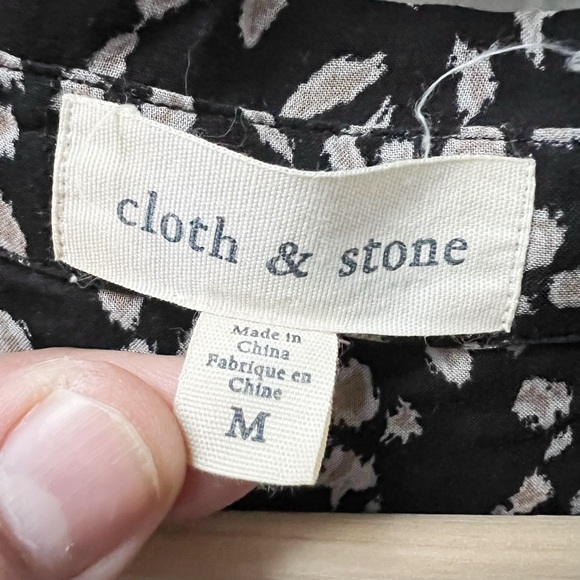 cloth & stone
Made in
China
Fabrique en
Chine
M